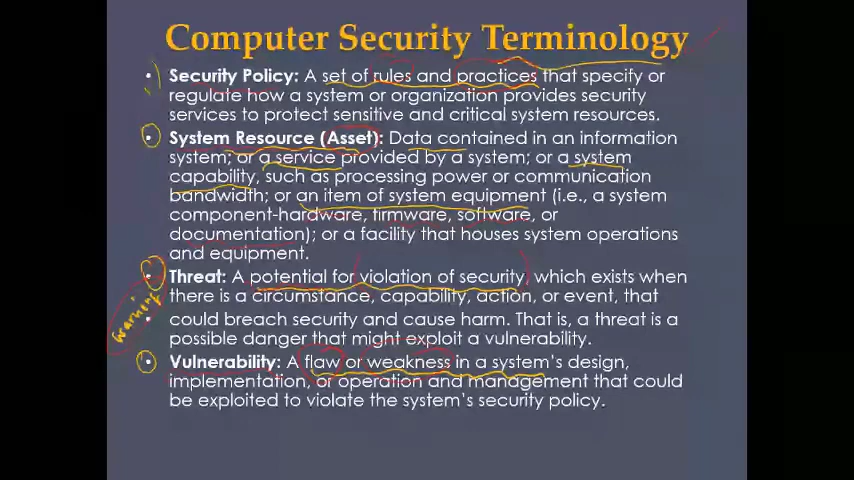 Computer Security Terminology
• Security Policy: A set of rules and practices that specify or
regulate how a system or organization provides security
services to protect sensitive and critical system resources.
• System Resource (Asset): Data contained in an information
system; or a service provided by a system; or a system
capability, such as processing power or communication
bandwidth; or an item of system equipment (i.e., a system
component-hardware, firmware, software, or
documentation); or a facility that houses system operations
and equipment.
• Threat: A potential for violation of security, which exists when
there is a circumstance, capability, action, or event, that
• could breach security and cause harm. That is, a threat is a
possible danger that might exploit a vulnerability.
• Vulnerability: A flaw or weakness in a system's design,
implementation, or operation and management that could
be exploited to violate the system's security policy.
warning